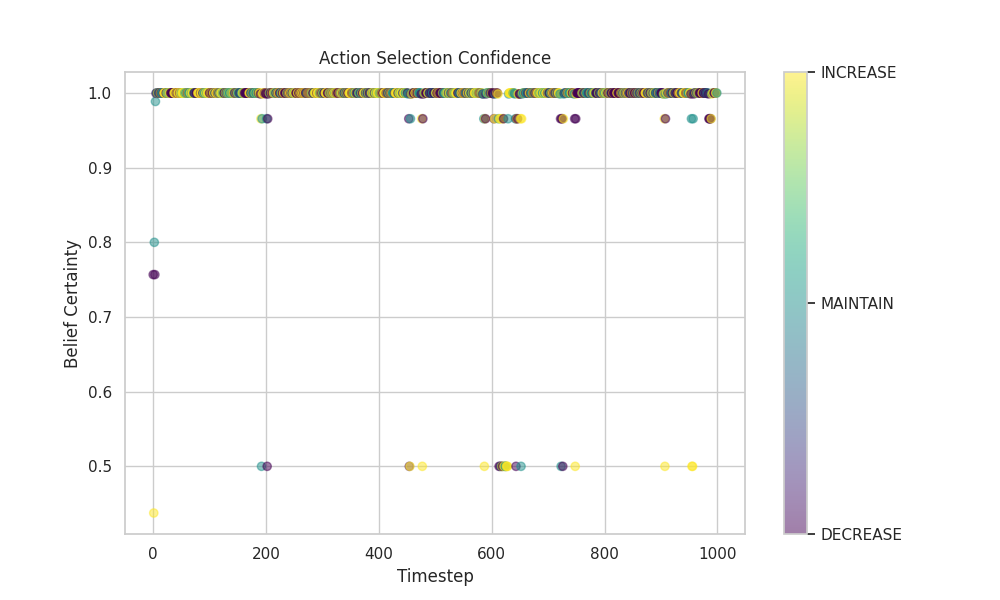 Action Selection Confidence
INCREASE
1.0
0.9
0.8
0.7
MAINTAIN
0.6
0.5
DECREASE
Belief Certainty
0 200 400 600 800 1000
Timestep